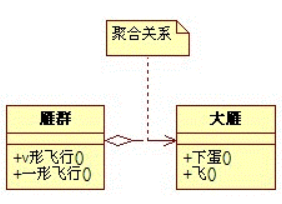 聚合关系
雁群
+v形飞行()
+一形飞行()
大雁
+下蛋()
+飞()